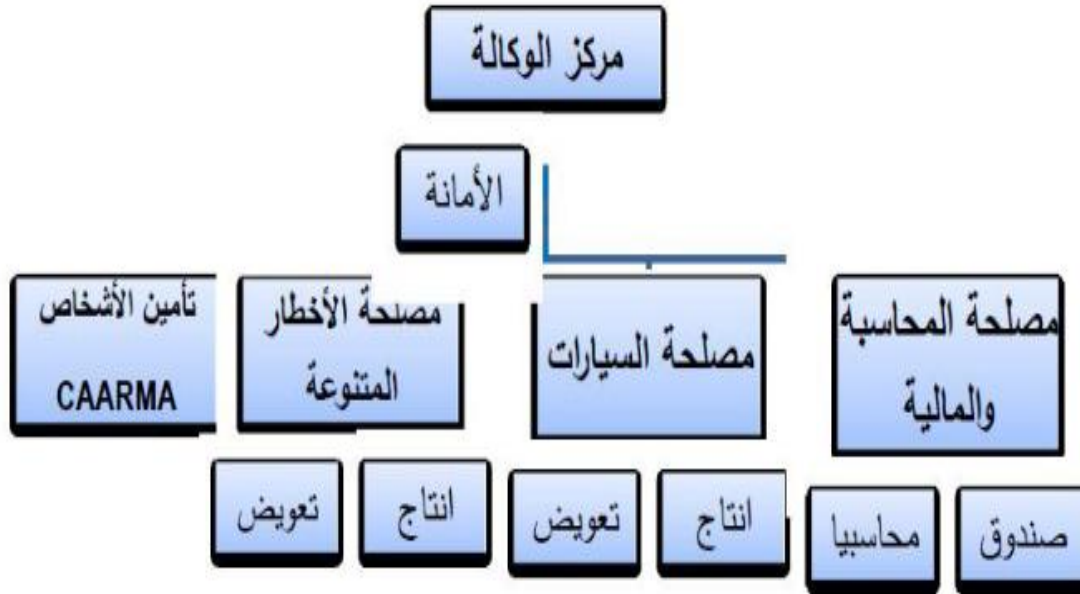 مركز الوكالة
الأمانة
مصلحة المحاسبة
والمالية
مصلحة السيارات
مصلحة الأخطار
المتنوعة
تأمين الأشخاص
CAARMA
صندوق
محاسبيا
انتاج
تعويض
انتاج
تعويض